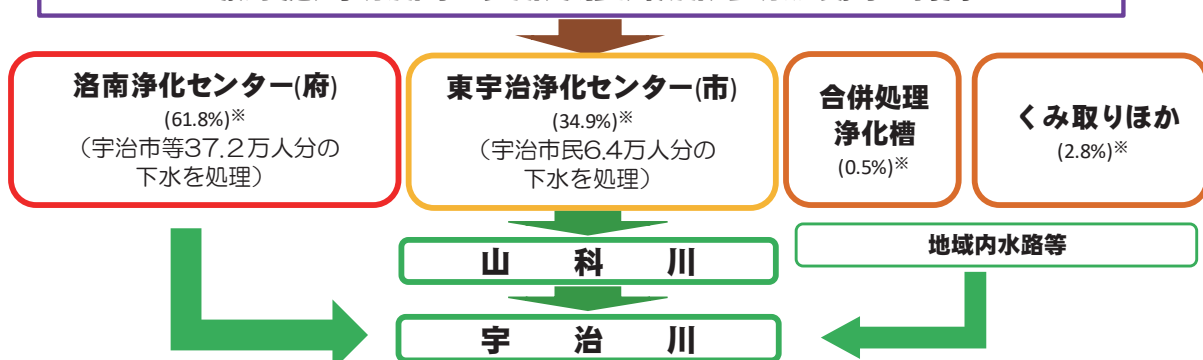 洛南浄化センター(府)
(61.8%)※
（宇治市等37.2万人分の
下水を処理）
東宇治浄化センター(市)
(34.9%)※
（宇治市民6.4万人分の
下水を処理）
合併処理
浄化槽
(0.5%)※
くみ取りほか
(2.8%)※
山科川
地域内水路等
宇治川